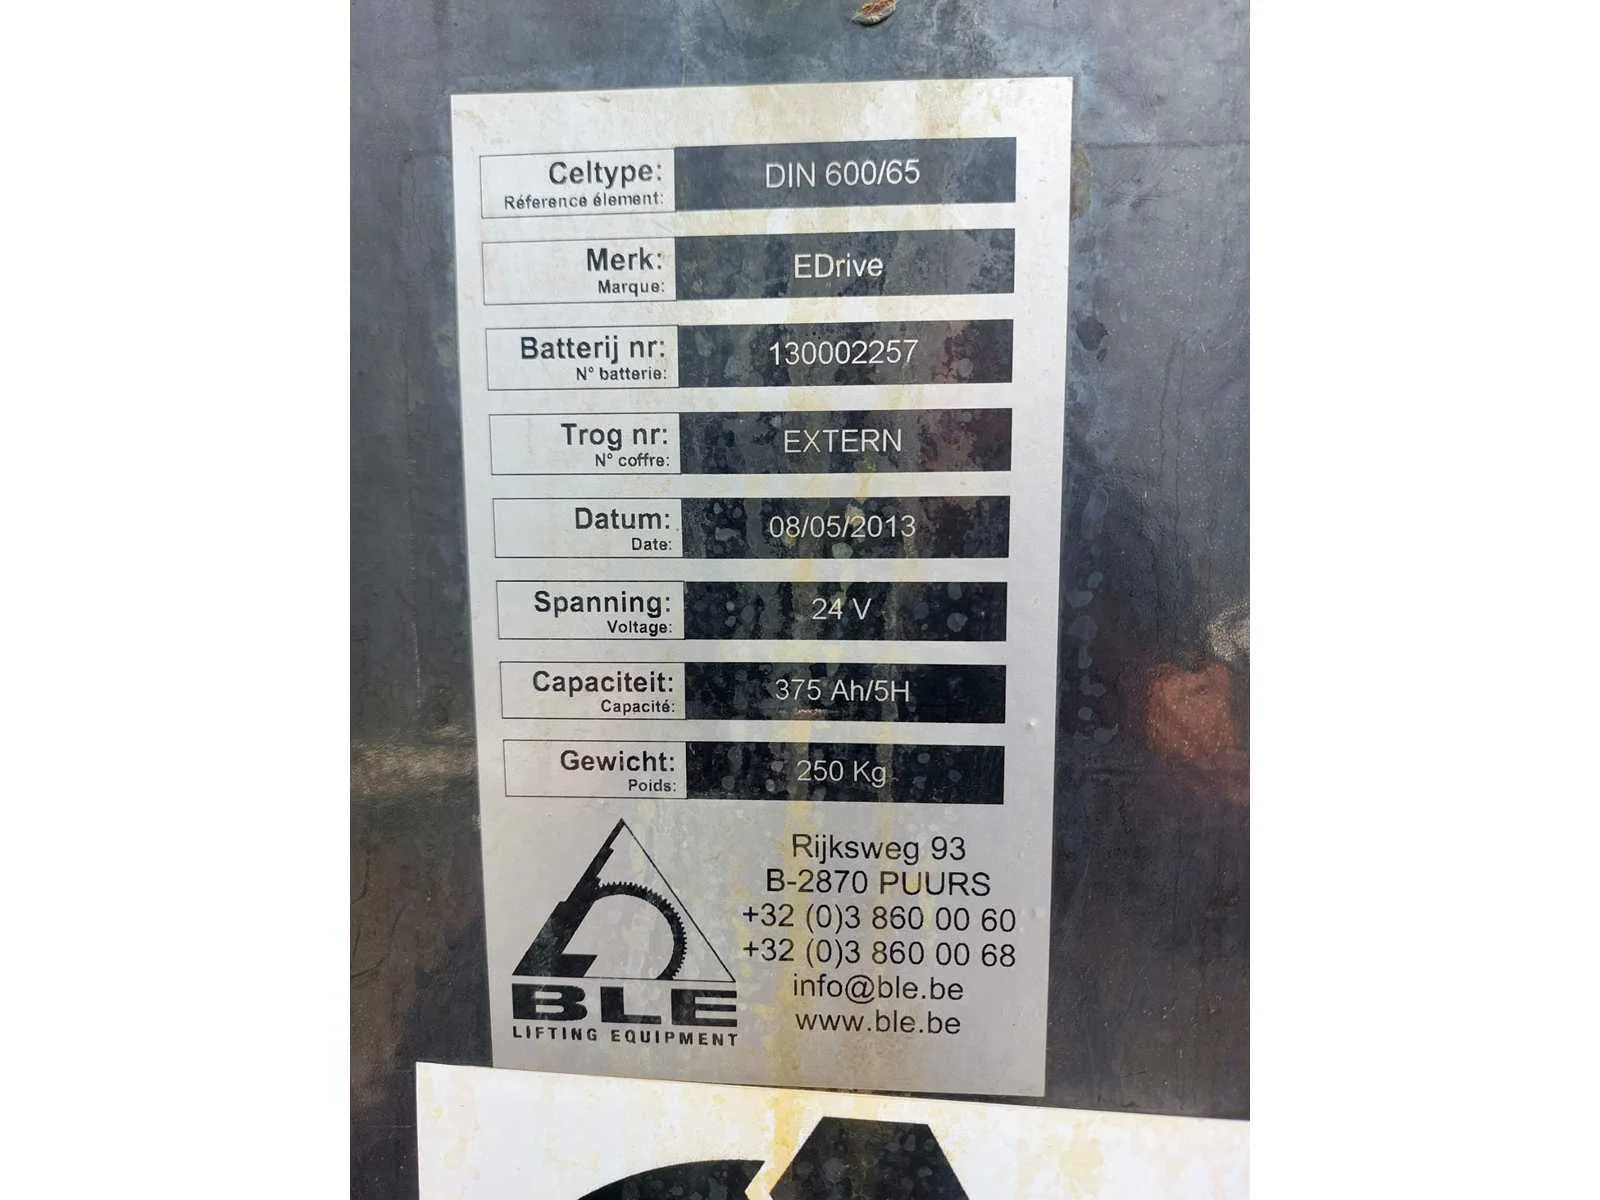 Celtype: DIN 600/65
Réference élement:
Merk: EDrive
Marque:
Batterij nr: 130002257
N° batterie:
Trog nr: EXTERN
N° coffre:
Datum: 08/05/2013
Date:
Spanning: 24 V
Voltage:
Capaciteit: 375 Ah/5H
Capacité:
Gewicht: 250 Kg
Poids:
Rijksweg 93
B-2870 PUURS
+32 (0)3 860 00 60
+32 (0)3 860 00 68
info@ble.be
www.ble.be
BLE
LIFTING EQUIPMENT